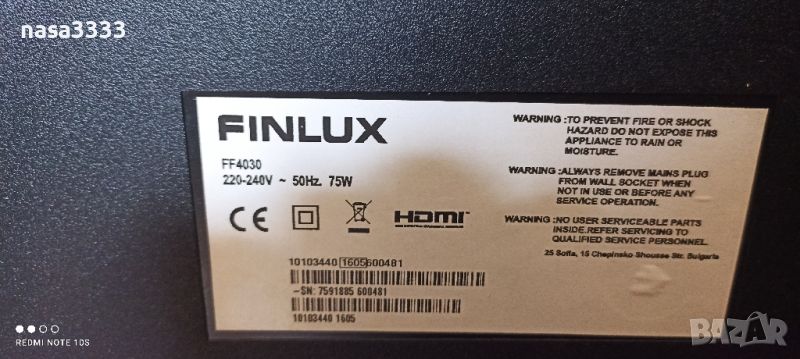 nasa3333
FINLUX
FF4030
220-240V ~ 50Hz. 75W
CE
HDMI
10103440 1605 600481
~SN: 7591885 600481
10103440 1605
WARNING :TO PREVENT FIRE OR SHOCK
HAZARD DO NOT EXPOSE THIS
APPLIANCE TO RAIN OR
MOISTURE.
WARNING :ALWAYS REMOVE MAINS PLUG
FROM WALL SOCKET WHEN
NOT IN USE OR BEFORE ANY
SERVICE OPERATION.
WARNING :NO USER SERVICEABLE PARTS
INSIDE.REFER SERVICING TO
QUALIFIED SERVICE PERSONNEL.
25 Sofia, 15 Chepinsko Shousse Str. Bulgaria
REDMI NOTE 10S
BAZAR